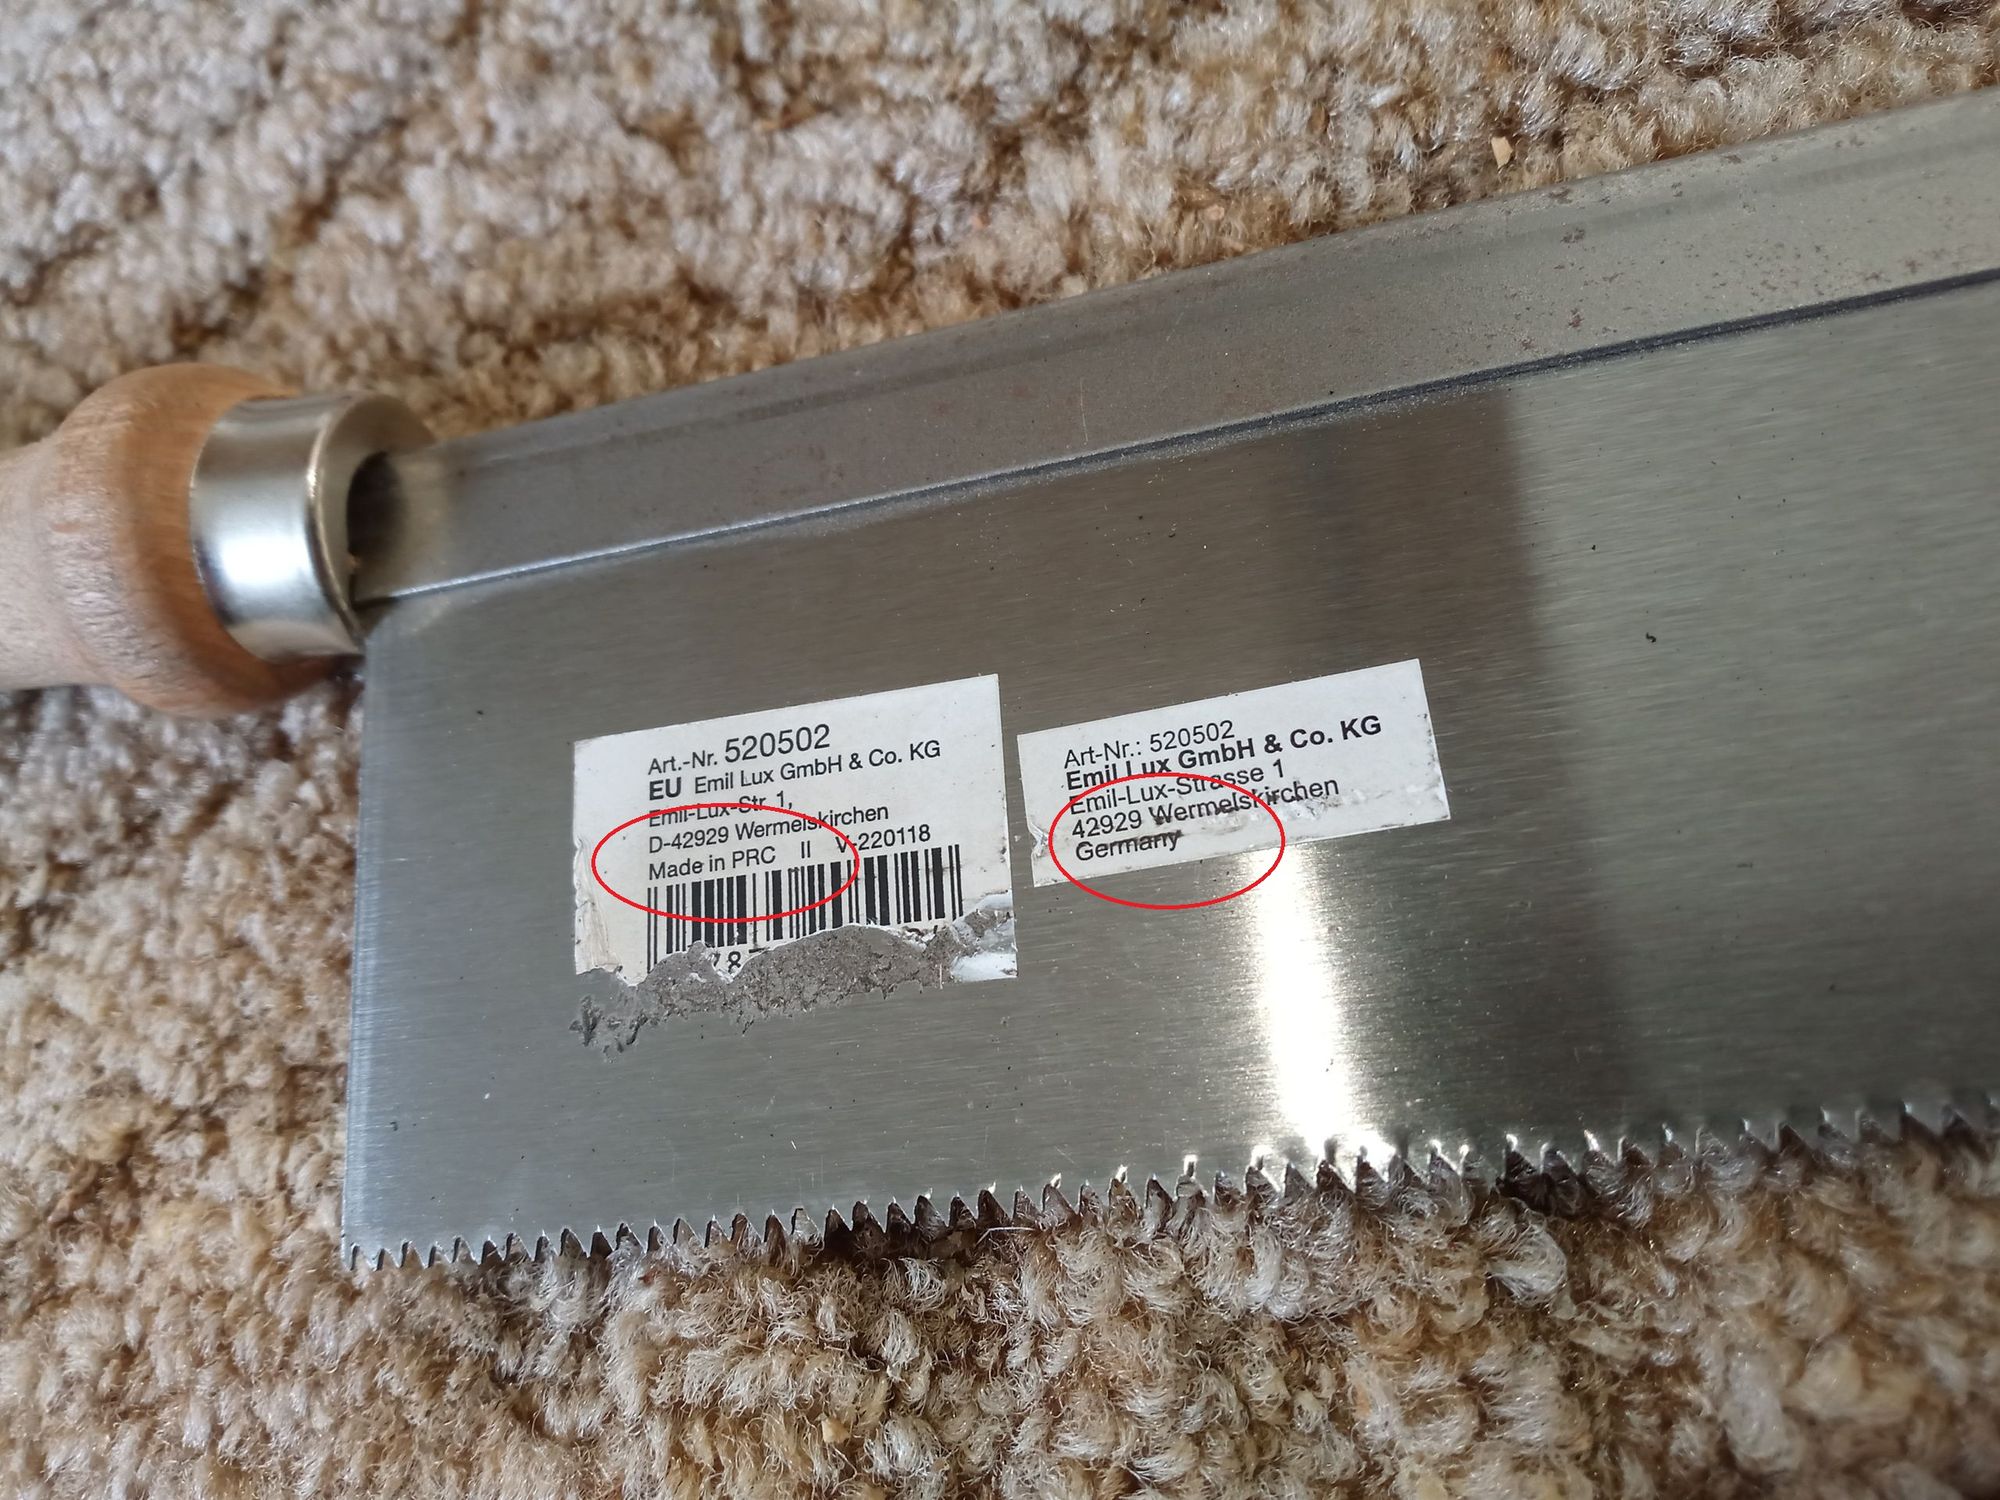 Art.-Nr. 520502
EU Emil Lux GmbH & Co. KG
Emil-Lux-Str. 1,
D-42929 Wermelskirchen
Made in PRC II V-220118
78
Art-Nr.: 520502
Emil Lux GmbH & Co. KG
Emil-Lux-Strasse 1
42929 Wermelskirchen
Germany